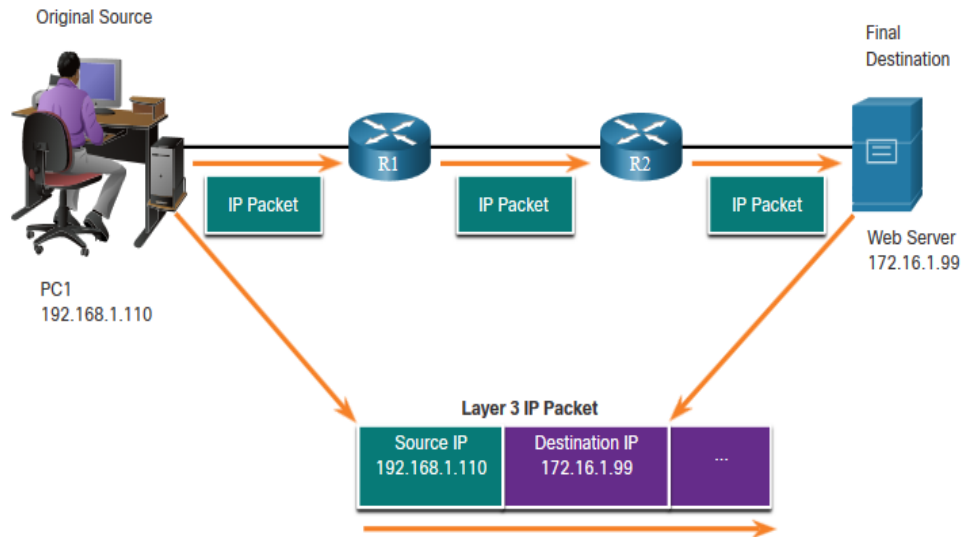 Original Source
Final
Destination
R1
R2
IP Packet
IP Packet
IP Packet
Web Server
172.16.1.99
PC1
192.168.1.110
Layer 3 IP Packet
Source IP
192.168.1.110
Destination IP
172.16.1.99
...